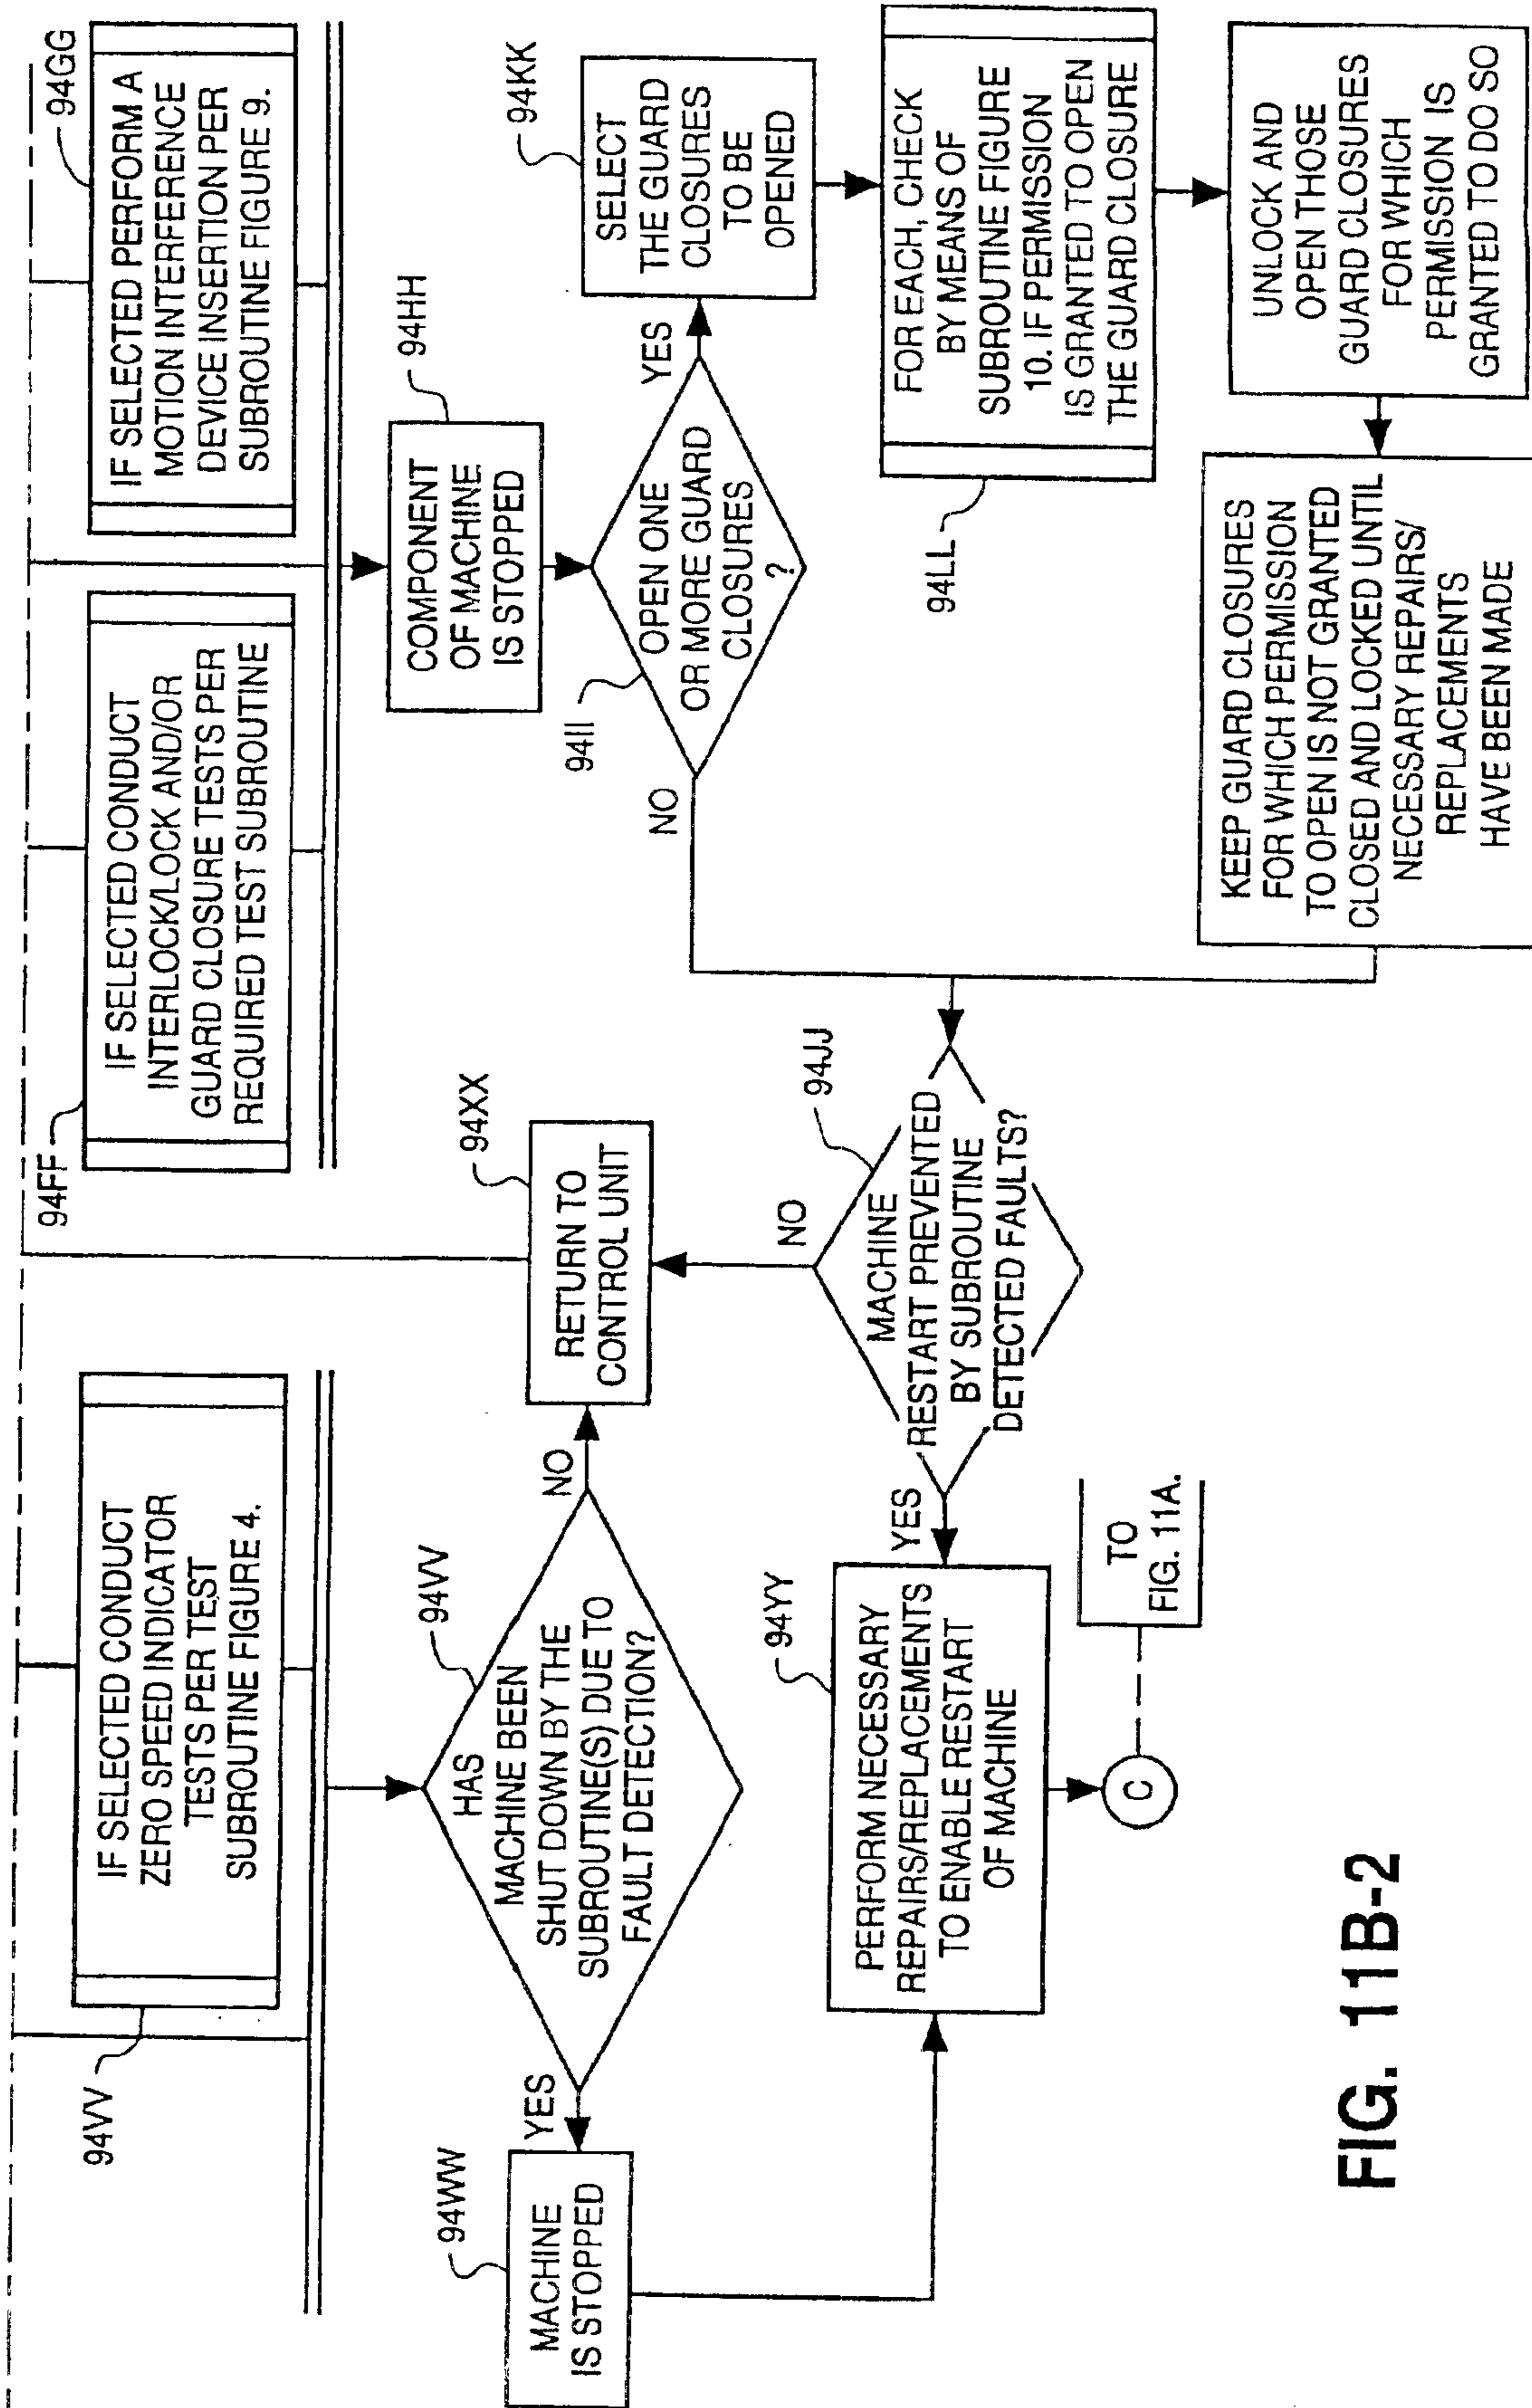 94VV
IF SELECTED CONDUCT
ZERO SPEED INDICATOR
TESTS PER TEST
SUBROUTINE FIGURE 4.
94FF
IF SELECTED CONDUCT
INTERLOCK/LOCK AND/OR
GUARD CLOSURE TESTS PER
REQUIRED TEST SUBROUTINE
94GG
IF SELECTED PERFORM A
MOTION INTERFERENCE
DEVICE INSERTION PER
SUBROUTINE FIGURE 9.
94VV
HAS
MACHINE BEEN
SHUT DOWN BY THE
SUBROUTINE(S) DUE TO
FAULT DETECTION?
YES
NO
94WW
MACHINE
IS STOPPED
94XX
RETURN TO
CONTROL UNIT
94HH
COMPONENT
OF MACHINE
IS STOPPED
94II
OPEN ONE
OR MORE GUARD
CLOSURES
?
NO
YES
94KK
SELECT
THE GUARD
CLOSURES
TO BE
OPENED
94LL
FOR EACH, CHECK
BY MEANS OF
SUBROUTINE FIGURE
10. IF PERMISSION
IS GRANTED TO OPEN
THE GUARD CLOSURE
UNLOCK AND
OPEN THOSE
GUARD CLOSURES
FOR WHICH
PERMISSION IS
GRANTED TO DO SO
KEEP GUARD CLOSURES
FOR WHICH PERMISSION
TO OPEN IS NOT GRANTED
CLOSED AND LOCKED UNTIL
NECESSARY REPAIRS/
REPLACEMENTS
HAVE BEEN MADE
94JJ
MACHINE
RESTART PREVENTED
BY SUBROUTINE
DETECTED FAULTS?
NO
YES
94YY
PERFORM NECESSARY
REPAIRS/REPLACEMENTS
TO ENABLE RESTART
OF MACHINE
C
TO
FIG. 11A.
FIG. 11B-2